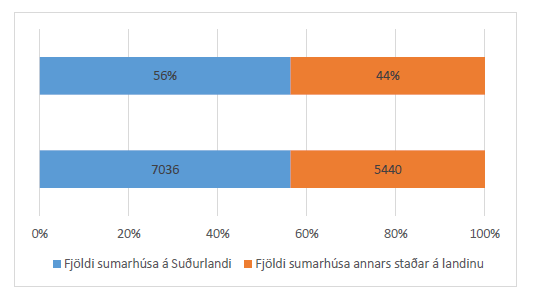 56% 44%
7036 5440
0% 20% 40% 60% 80% 100%
Fjöldi sumarhúsa á Suðurlandi Fjöldi sumarhúsa annars staðar á landinu